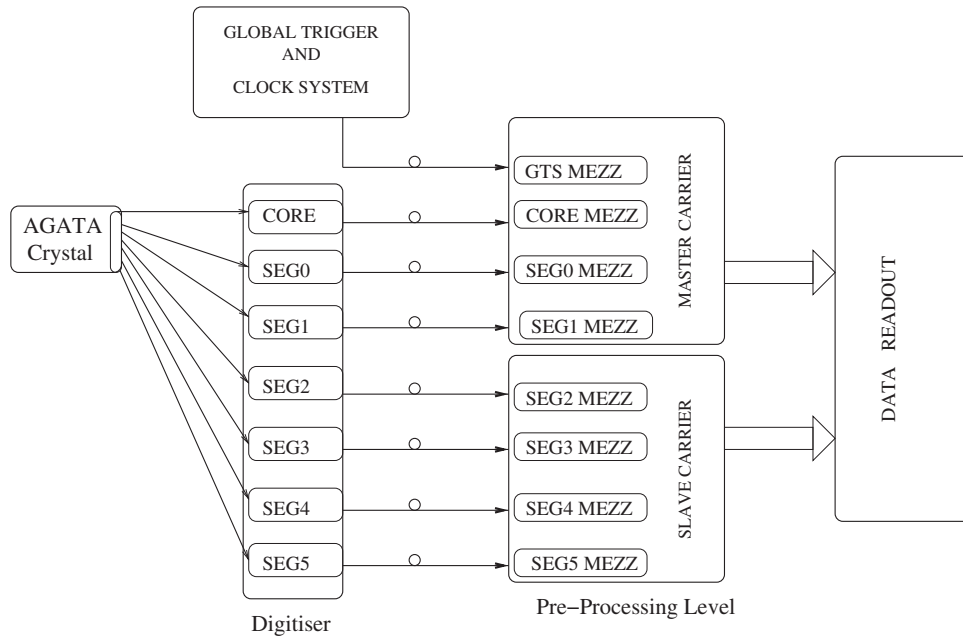 GLOBAL TRIGGER
AND
CLOCK SYSTEM
AGATA
Crystal
CORE
SEG0
SEG1
SEG2
SEG3
SEG4
SEG5
Digitiser
GTS MEZZ
CORE MEZZ
SEG0 MEZZ
SEG1 MEZZ
MASTER CARRIER
SEG2 MEZZ
SEG3 MEZZ
SEG4 MEZZ
SEG5 MEZZ
SLAVE CARRIER
Pre-Processing Level
DATA READOUT